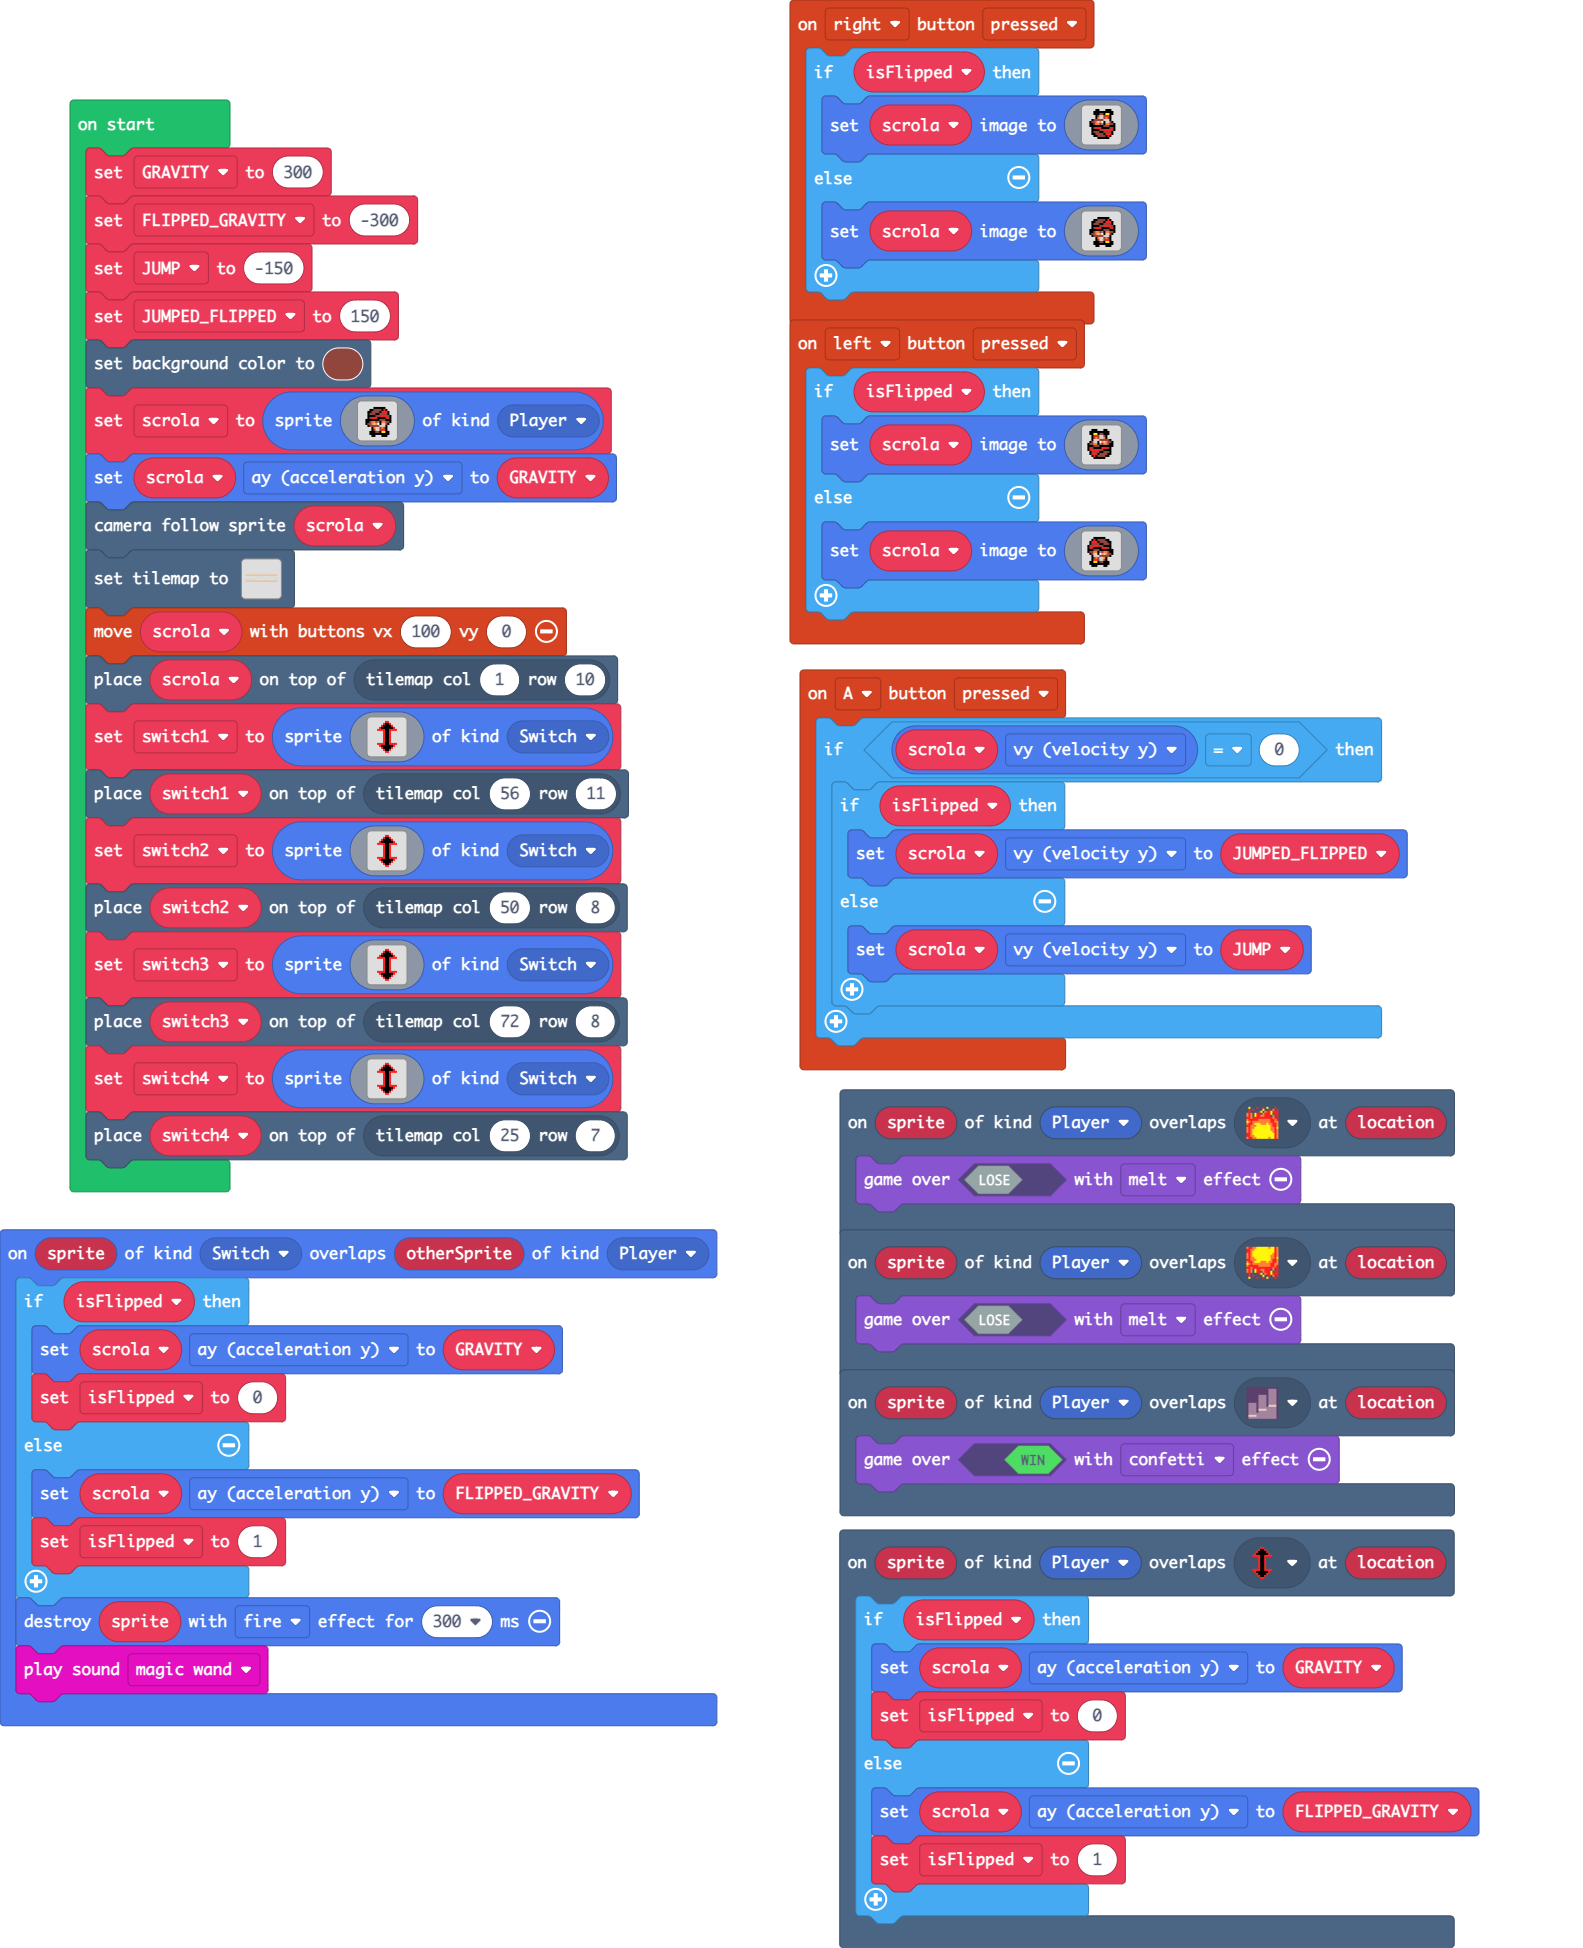 on start
set GRAVITY to 300
set FLIPPED_GRAVITY to -300
set JUMP to -150
set JUMPED_FLIPPED to 150
set background color to
set scrola to sprite of kind Player
set scrola ay (acceleration y) to GRAVITY
camera follow sprite scrola
set tilemap to
move scrola with buttons vx 100 vy 0
place scrola on top of tilemap col 1 row 10
set switch1 to sprite of kind Switch
place switch1 on top of tilemap col 56 row 11
set switch2 to sprite of kind Switch
place switch2 on top of tilemap col 50 row 8
set switch3 to sprite of kind Switch
place switch3 on top of tilemap col 72 row 8
set switch4 to sprite of kind Switch
place switch4 on top of tilemap col 25 row 7
on sprite of kind Switch overlaps otherSprite of kind Player
if isFlipped then
set scrola ay (acceleration y) to GRAVITY
set isFlipped to 0
else
set scrola ay (acceleration y) to FLIPPED_GRAVITY
set isFlipped to 1
destroy sprite with fire effect for 300 ms
play sound magic wand
on right button pressed
if isFlipped then
set scrola image to
else
set scrola image to
on left button pressed
if isFlipped then
set scrola image to
else
set scrola image to
on A button pressed
if scrola vy (velocity y) = 0 then
if isFlipped then
set scrola vy (velocity y) to JUMPED_FLIPPED
else
set scrola vy (velocity y) to JUMP
on sprite of kind Player overlaps at location
game over LOSE with melt effect
on sprite of kind Player overlaps at location
game over LOSE with melt effect
on sprite of kind Player overlaps at location
game over WIN with confetti effect
on sprite of kind Player overlaps at location
if isFlipped then
set scrola ay (acceleration y) to GRAVITY
set isFlipped to 0
else
set scrola ay (acceleration y) to FLIPPED_GRAVITY
set isFlipped to 1